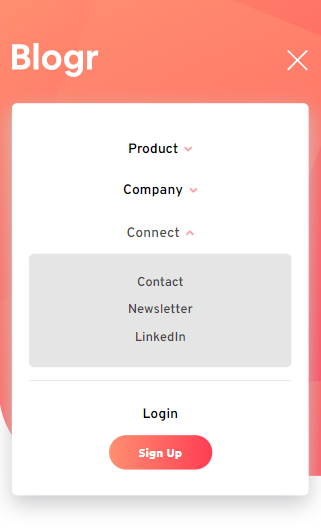 Blogr
Product
Company
Connect
Contact
Newsletter
LinkedIn
Login
Sign Up